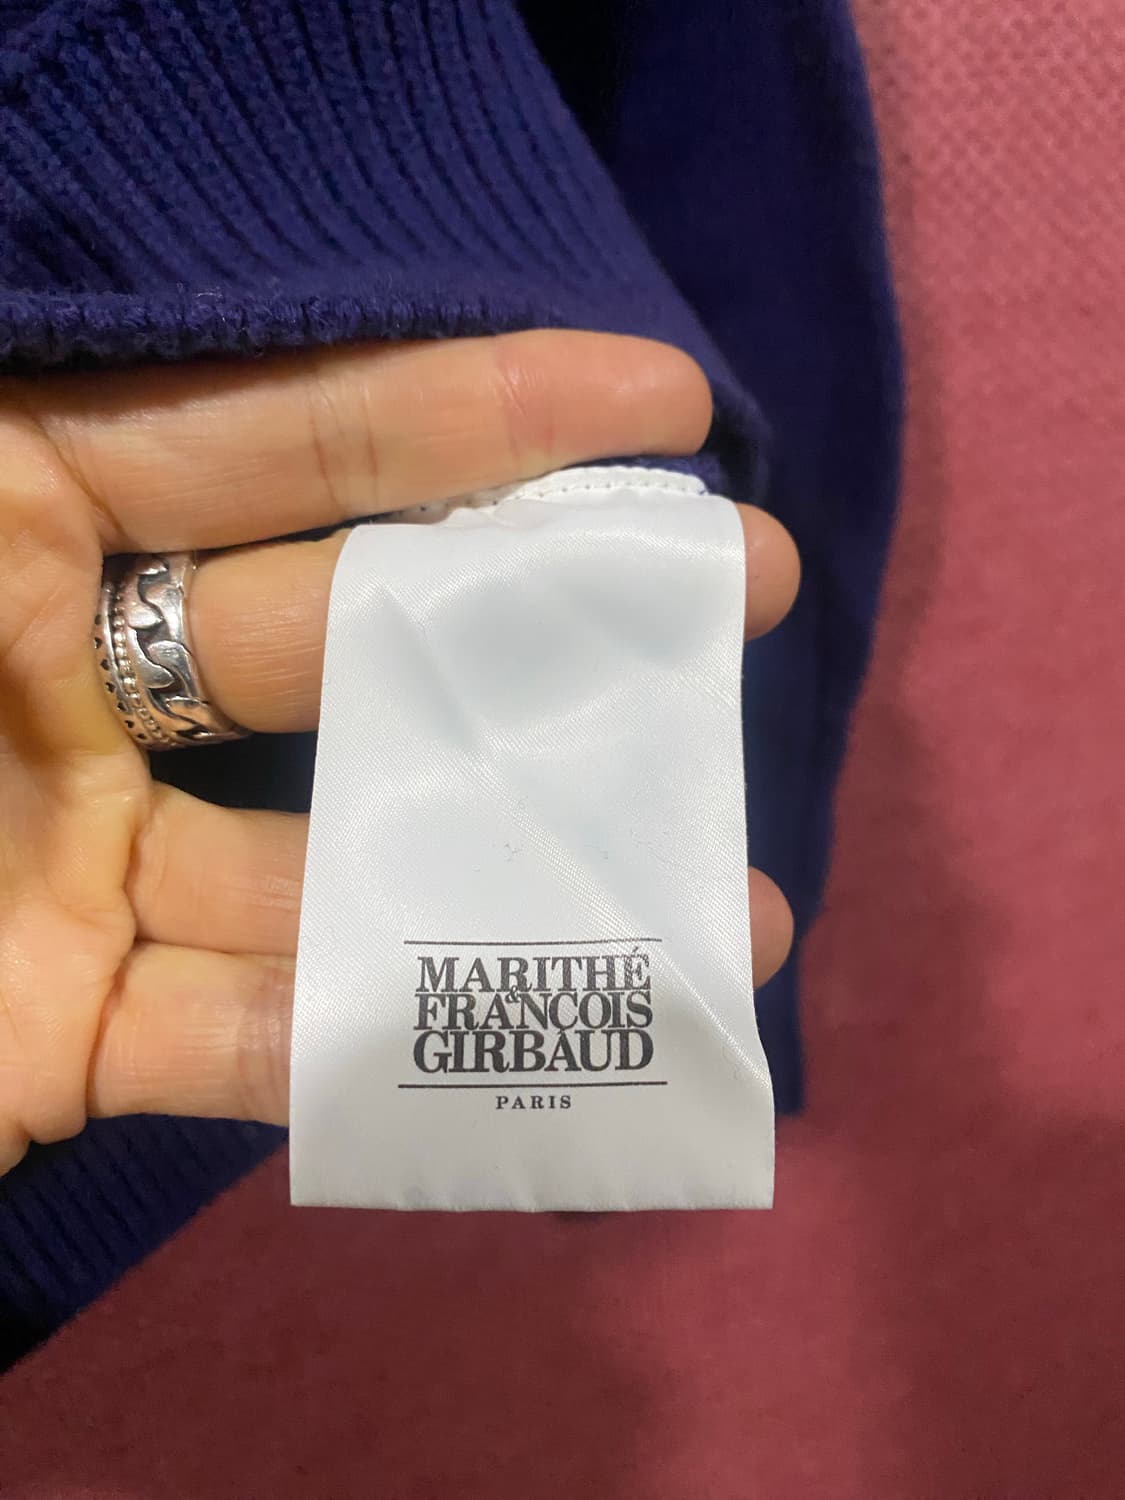 MARITHÉ
&
FRANÇOIS
GIRBAUD
PARIS